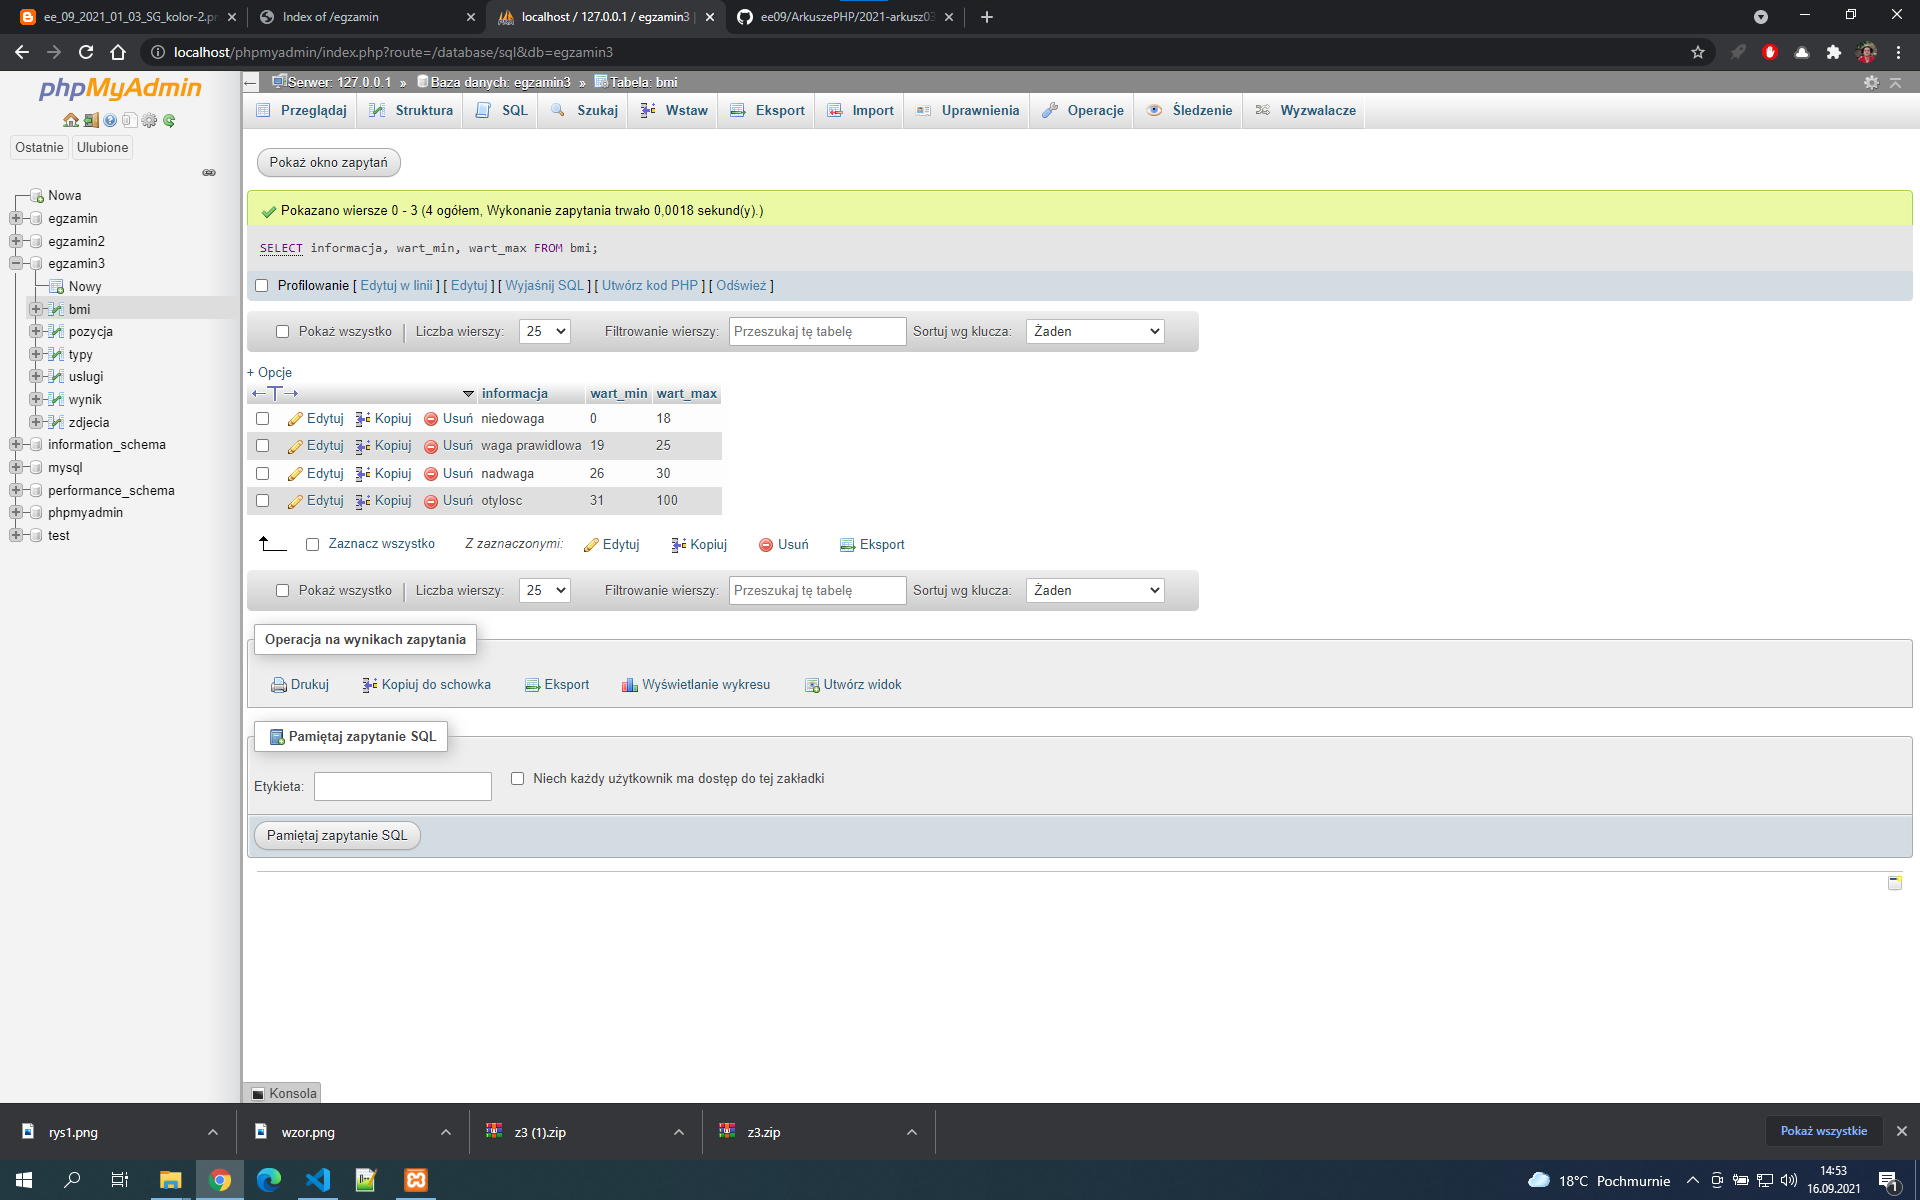 ee_09_2021_01_03_SG_kolor-2.pr
Index of /egzamin
localhost / 127.0.0.1 / egzamin3 |
ee09/ArkuszePHP/2021-arkusz03
localhost/phpmyadmin/index.php?route=/database/sql&db=egzamin3
phpMyAdmin
Ostatnie Ulubione
Nowa
egzamin
egzamin2
egzamin3
Nowy
bmi
pozycja
typy
uslugi
wynik
zdjecia
information_schema
mysql
performance_schema
phpmyadmin
test
Serwer: 127.0.0.1 » Baza danych: egzamin3 » Tabela: bmi
Przeglądaj Struktura SQL Szukaj Wstaw Eksport Import Uprawnienia Operacje Śledzenie Wyzwalacze
Pokaż okno zapytań
Pokazano wiersze 0 - 3 (4 ogółem, Wykonanie zapytania trwało 0,0018 sekund(y).)
SELECT informacja, wart_min, wart_max FROM bmi;
Profilowanie [ Edytuj w linii ] [ Edytuj ] [ Wyjaśnij SQL ] [ Utwórz kod PHP ] [ Odśwież ]
Pokaż wszystko | Liczba wierszy: 25 Filtrowanie wierszy: Przeszukaj tę tabelę Sortuj wg klucza: Żaden
+ Opcje
←T→ informacja wart_min wart_max
Edytuj Kopiuj Usuń niedowaga 0 18
Edytuj Kopiuj Usuń waga prawidlowa 19 25
Edytuj Kopiuj Usuń nadwaga 26 30
Edytuj Kopiuj Usuń otylosc 31 100
Zaznacz wszystko Z zaznaczonymi: Edytuj Kopiuj Usuń Eksport
Pokaż wszystko | Liczba wierszy: 25 Filtrowanie wierszy: Przeszukaj tę tabelę Sortuj wg klucza: Żaden
Operacja na wynikach zapytania
Drukuj Kopiuj do schowka Eksport Wyświetlanie wykresu Utwórz widok
Pamiętaj zapytanie SQL
Etykieta: Niech każdy użytkownik ma dostęp do tej zakładki
Pamiętaj zapytanie SQL
Konsola
rys1.png
wzor.png
z3 (1).zip
z3.zip
Pokaż wszystkie
18°C Pochmurnie
14:53
16.09.2021
1